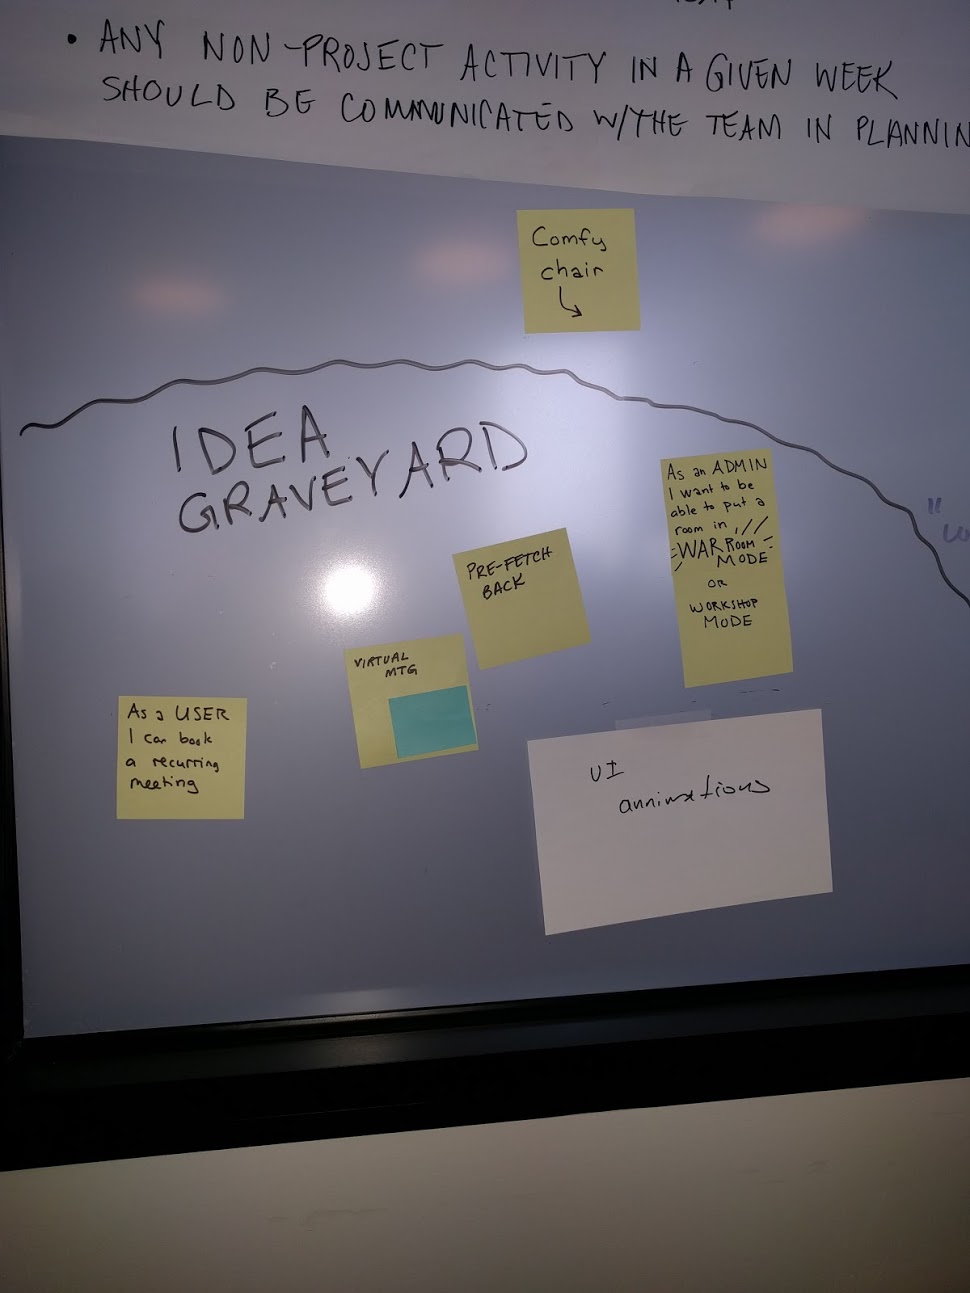 • ANY NON-PROJECT ACTIVITY IN A GIVEN WEEK
SHOULD BE COMMUNICATED W/THE TEAM IN PLANNIN
Comfy
chair
IDEA
GRAVEYARD
As an ADMIN
I want to be
able to put a
room in
WAR ROOM
MODE
OR
WORKSHOP
MODE
PRE-FETCH
BACK
VIRTUAL
MTG
As a USER
I can book
a recurring
meeting
UI
annimations